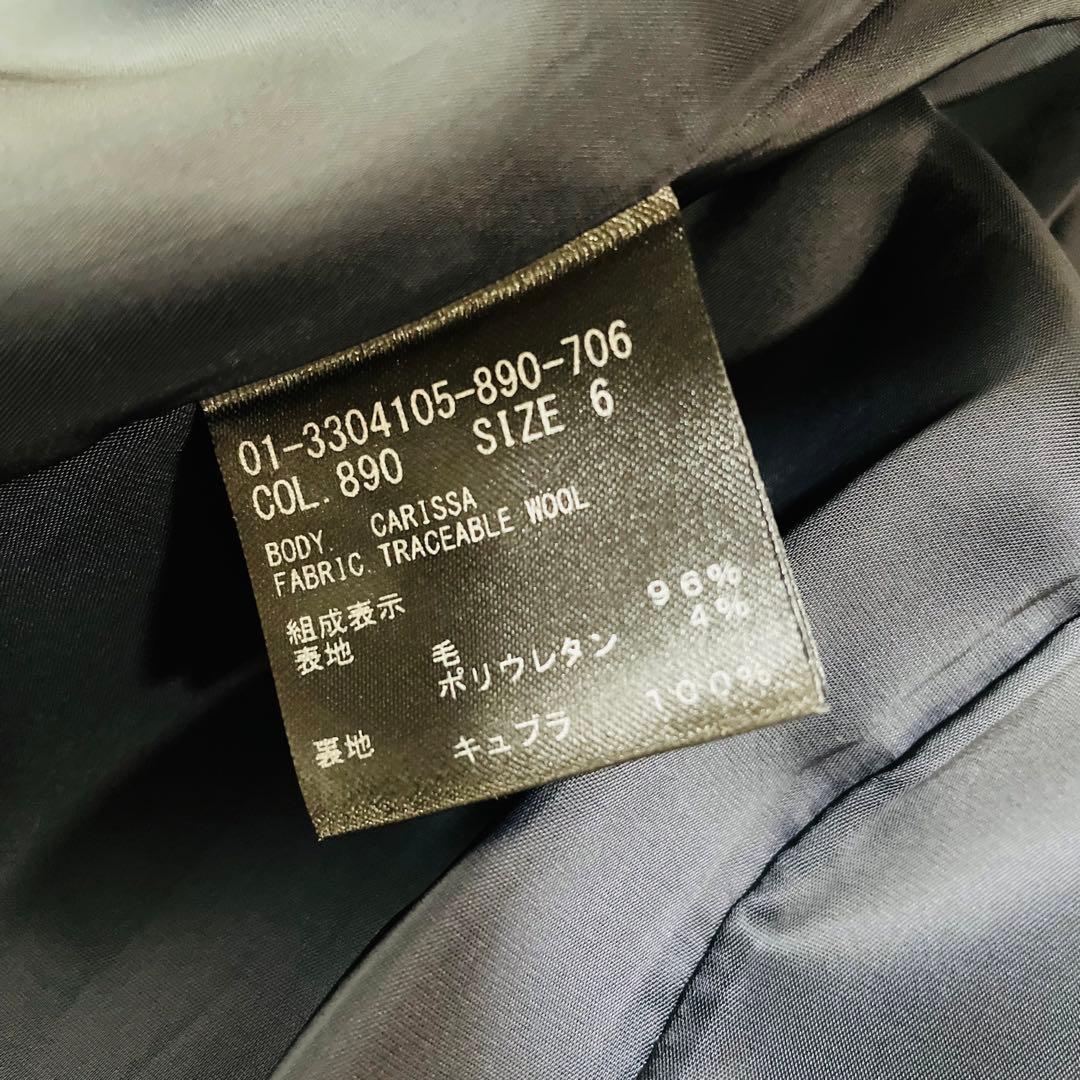 01-3304105-890-706
COL.890 SIZE 6
BODY. CARISSA
FABRIC.TRACEABLE WOOL
組成表示
表地 毛 96%
ポリウレタン 4%
裏地 キュプラ 100%